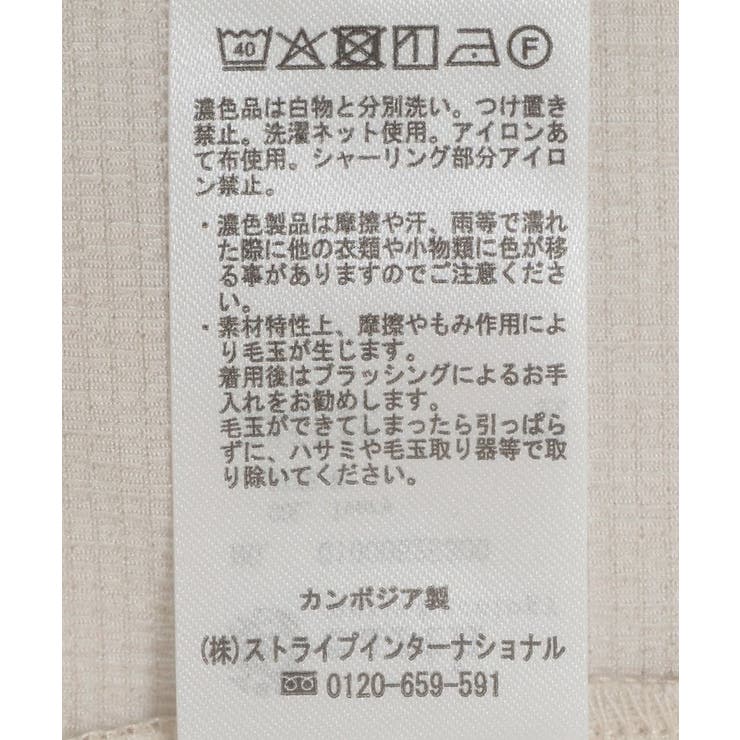 40 F
濃色品は白物と分別洗い。つけ置き
禁止。洗濯ネット使用。アイロンあ
て布使用。シャーリング部分アイロ
ン禁止。
・濃色製品は摩擦や汗、雨等で濡れ
た際に他の衣類や小物類に色が移
る事がありますのでご注意くださ
い。
・素材特性上、摩擦やもみ作用によ
り毛玉が生じます。
着用後はブラッシングによるお手
入れをお勧めします。
毛玉ができてしまったら引っぱら
ずに、ハサミや毛玉取り器等で取
り除いてください。
カンボジア製
(株)ストライプインターナショナル
0120-659-591